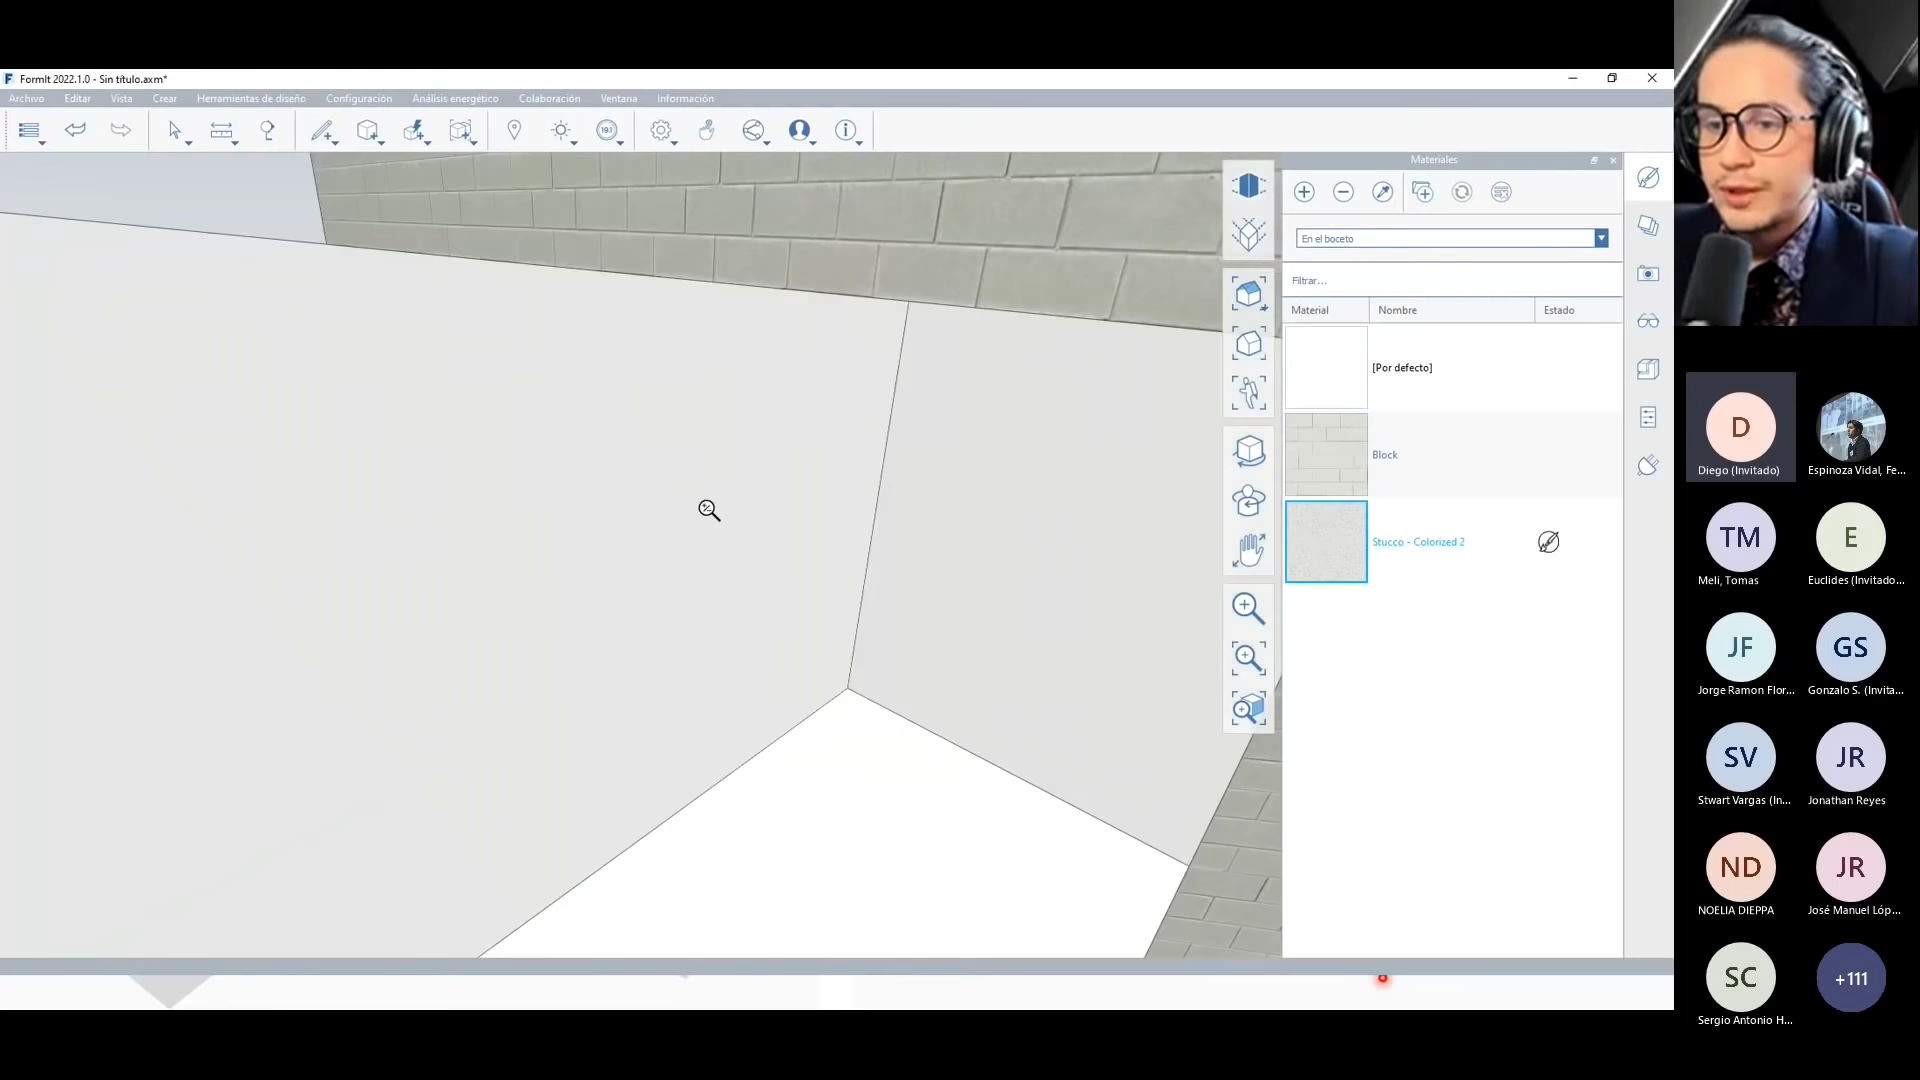 FormIt 2022.1.0 - Sin título.axm*
Archivo Editar Vista Crear Herramientas de diseño Configuración Análisis energético Colaboración Ventana Información
191
Materiales
En el boceto
Filtrar...
Material Nombre Estado
[Por defecto]
Block
Stucco - Colorized 2
D
Diego (Invitado)
Espinoza Vidal, Fe...
TM
Meli, Tomas
E
Euclides (Invitado...
JF
Jorge Ramon Flor...
GS
Gonzalo S. (Invita...
SV
Stwart Vargas (In...
JR
Jonathan Reyes
ND
NOELIA DIEPPA
JR
José Manuel Lóp...
SC
Sergio Antonio H...
+111